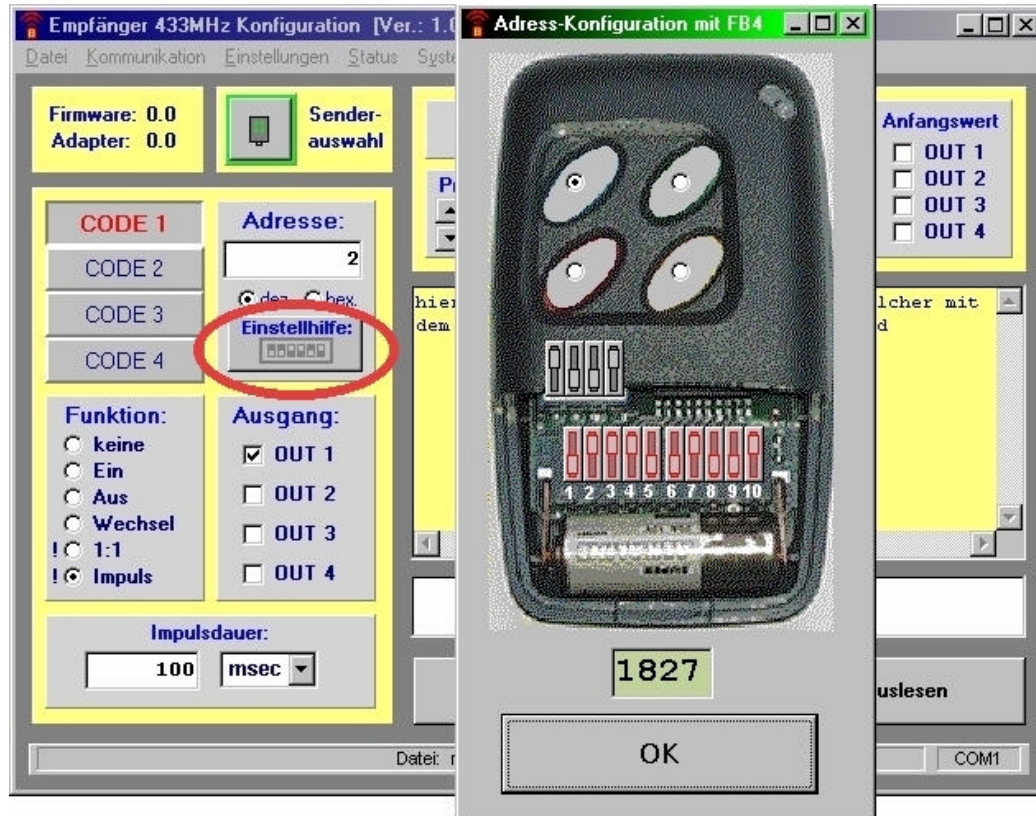 Empfänger 433MHz Konfiguration [Ver.: 1.0
Datei Kommunikation Einstellungen Status Syste
Firmware: 0.0
Adapter: 0.0
Sender-
auswahl
CODE 1
CODE 2
CODE 3
CODE 4
Adresse:
2
dez. hex.
Einstellhilfe:
Funktion:
keine
Ein
Aus
Wechsel
! 1:1
! Impuls
Ausgang:
OUT 1
OUT 2
OUT 3
OUT 4
Impulsdauer:
100 msec
Anfangswert
OUT 1
OUT 2
OUT 3
OUT 4
hier
dem
lcher mit
d
uslesen
Datei:
COM1
Adress-Konfiguration mit FB4
1 2 3 4 5 6 7 8 9 10
1827
OK